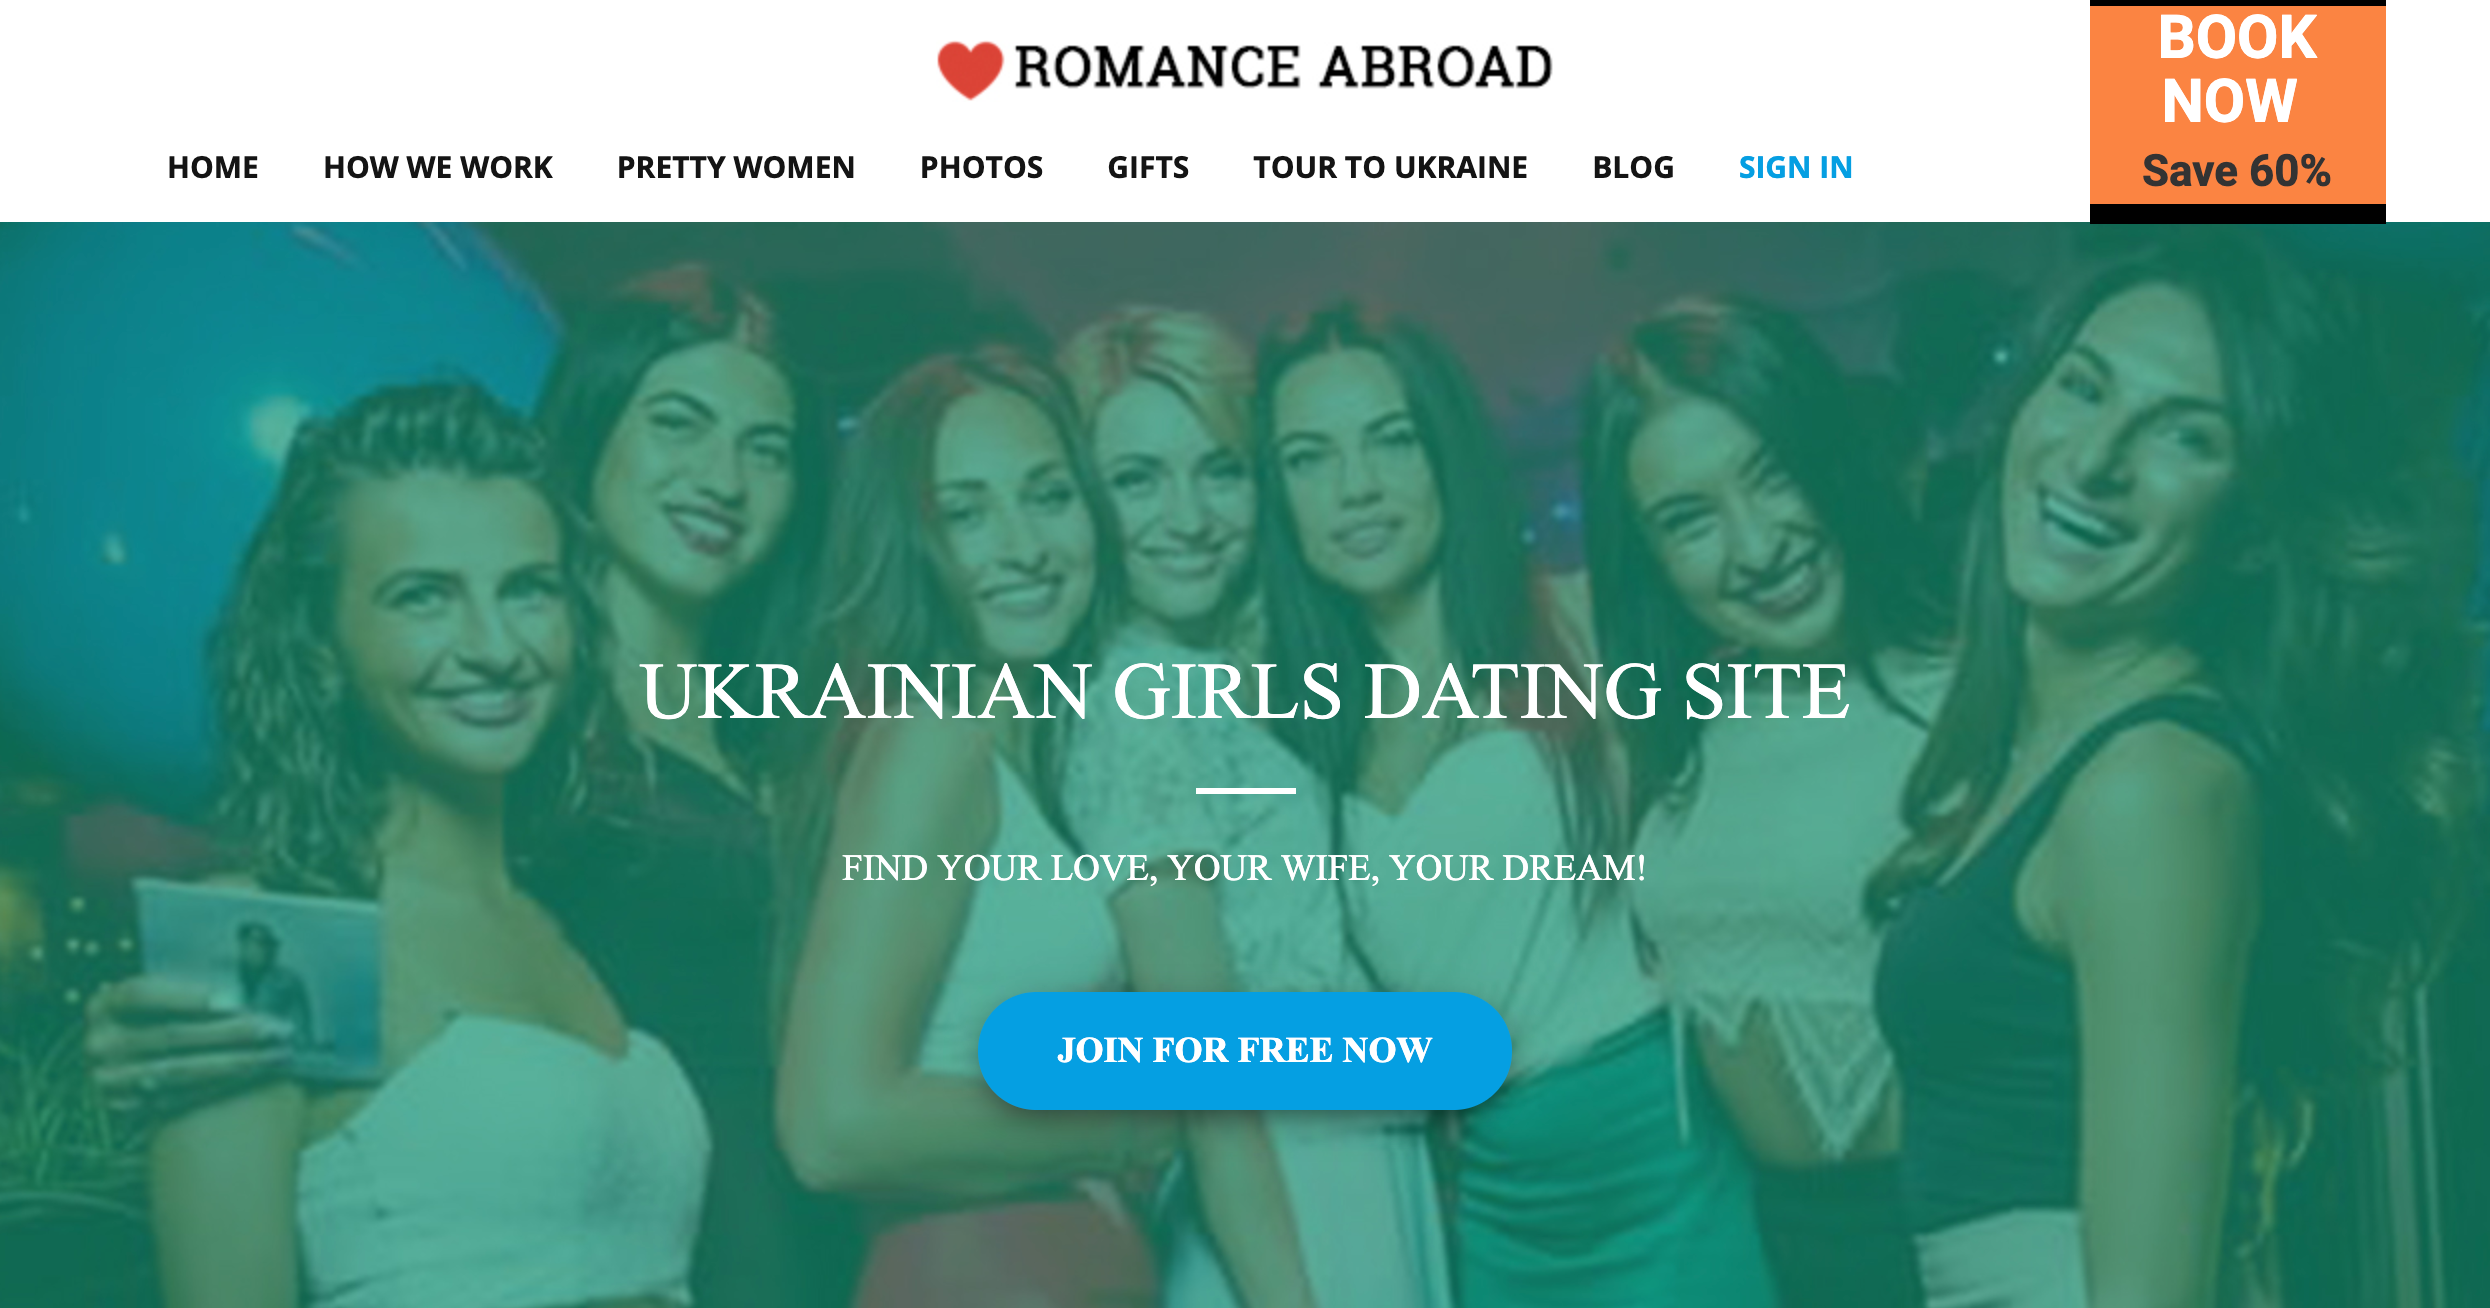 ROMANCE ABROAD
BOOK
NOW
Save 60%
HOME HOW WE WORK PRETTY WOMEN PHOTOS GIFTS TOUR TO UKRAINE BLOG SIGN IN
UKRAINIAN GIRLS DATING SITE
FIND YOUR LOVE, YOUR WIFE, YOUR DREAM!
JOIN FOR FREE NOW